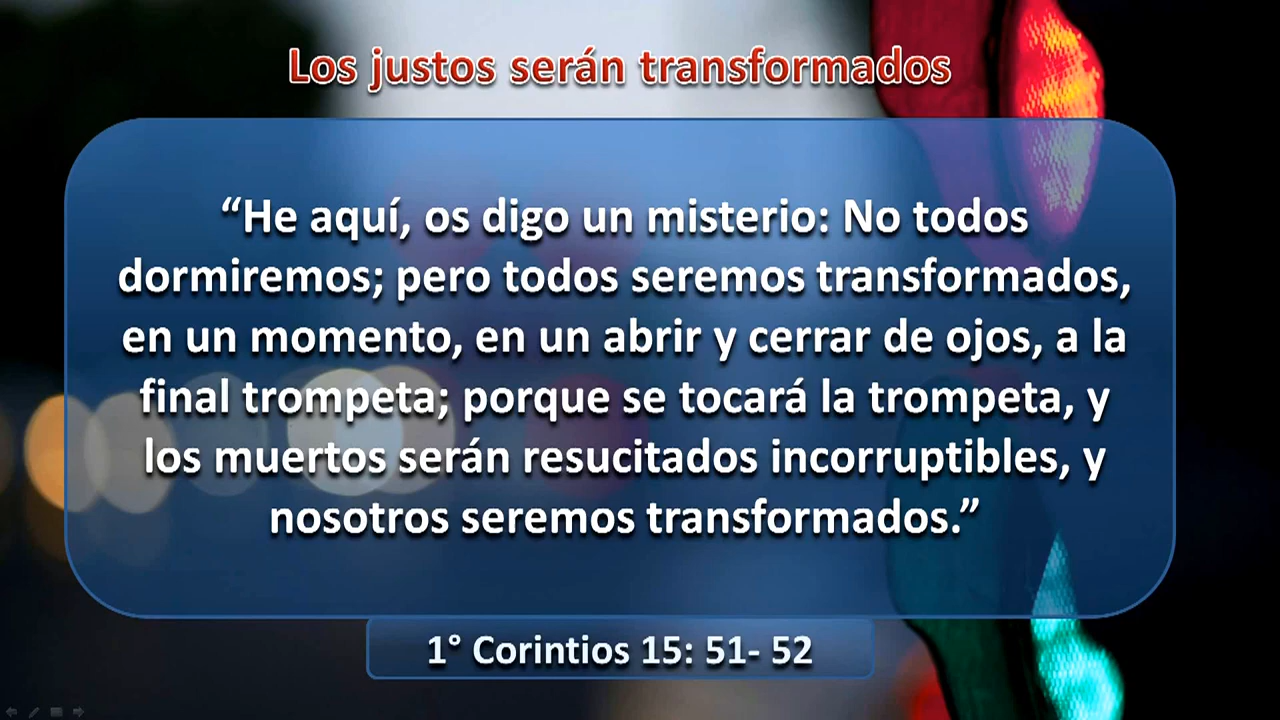 Los justos serán transformados
“He aquí, os digo un misterio: No todos
dormiremos; pero todos seremos transformados,
en un momento, en un abrir y cerrar de ojos, a la
final trompeta; porque se tocará la trompeta, y
los muertos serán resucitados incorruptibles, y
nosotros seremos transformados.”
1° Corintios 15: 51- 52